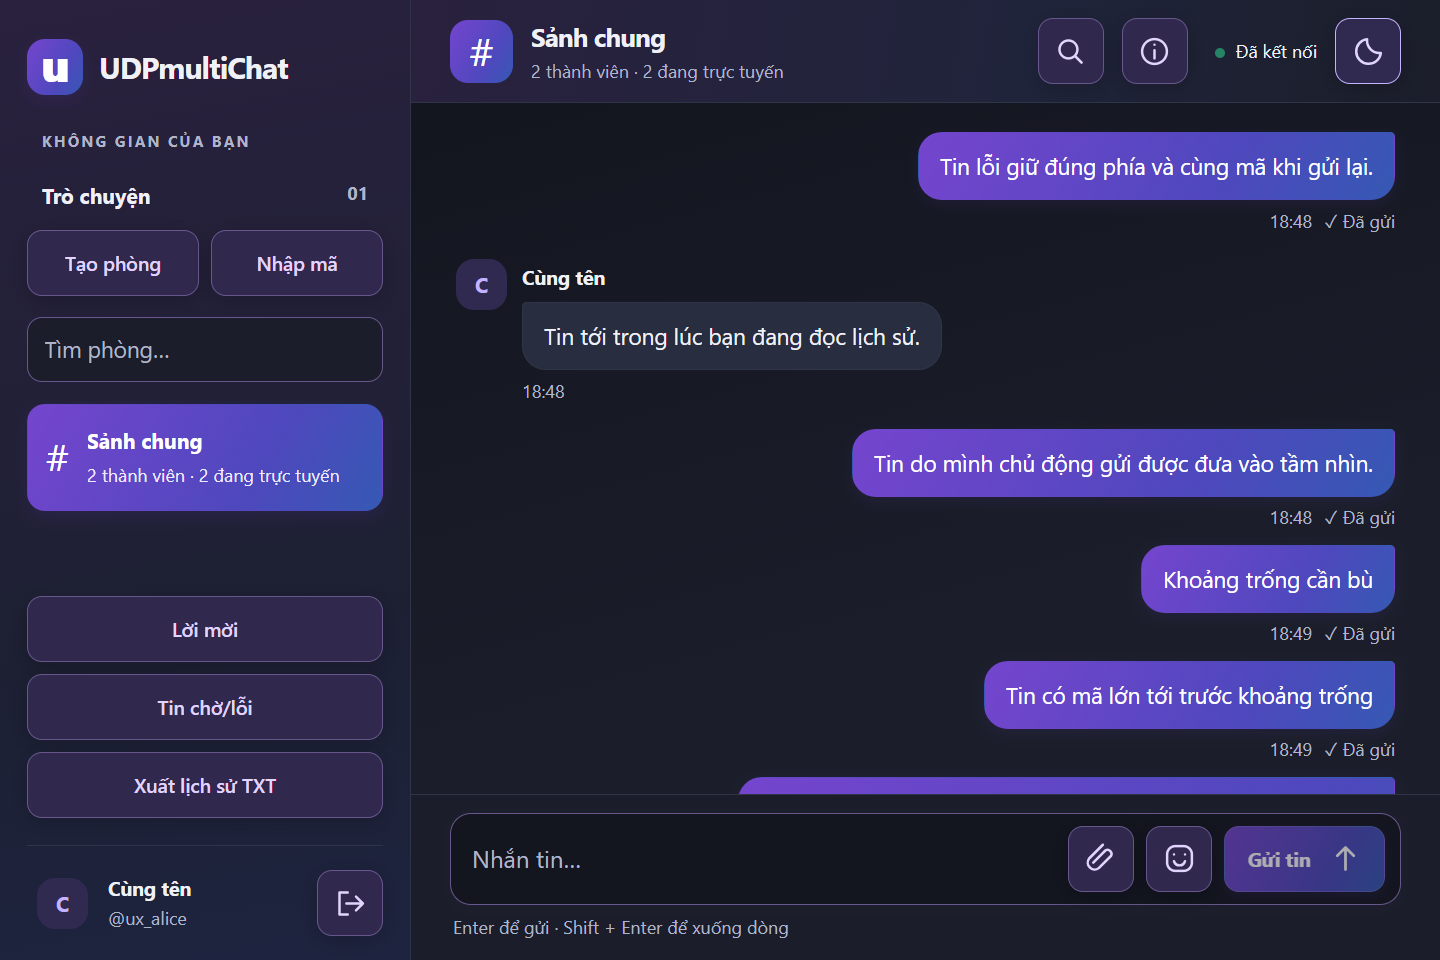 u
UDPmultiChat
KHÔNG GIAN CỦA BẠN
Trò chuyện
01
Tạo phòng
Nhập mã
Tìm phòng...
#
Sảnh chung
2 thành viên · 2 đang trực tuyến
Lời mời
Tin chờ/lỗi
Xuất lịch sử TXT
C
Cùng tên
@ux_alice
#
Sảnh chung
2 thành viên · 2 đang trực tuyến
Đã kết nối
Tin lỗi giữ đúng phía và cùng mã khi gửi lại.
18:48 ✓ Đã gửi
C
Cùng tên
Tin tới trong lúc bạn đang đọc lịch sử.
18:48
Tin do mình chủ động gửi được đưa vào tầm nhìn.
18:48 ✓ Đã gửi
Khoảng trống cần bù
18:49 ✓ Đã gửi
Tin có mã lớn tới trước khoảng trống
18:49 ✓ Đã gửi
Nhắn tin...
Gửi tin
Enter để gửi · Shift + Enter để xuống dòng